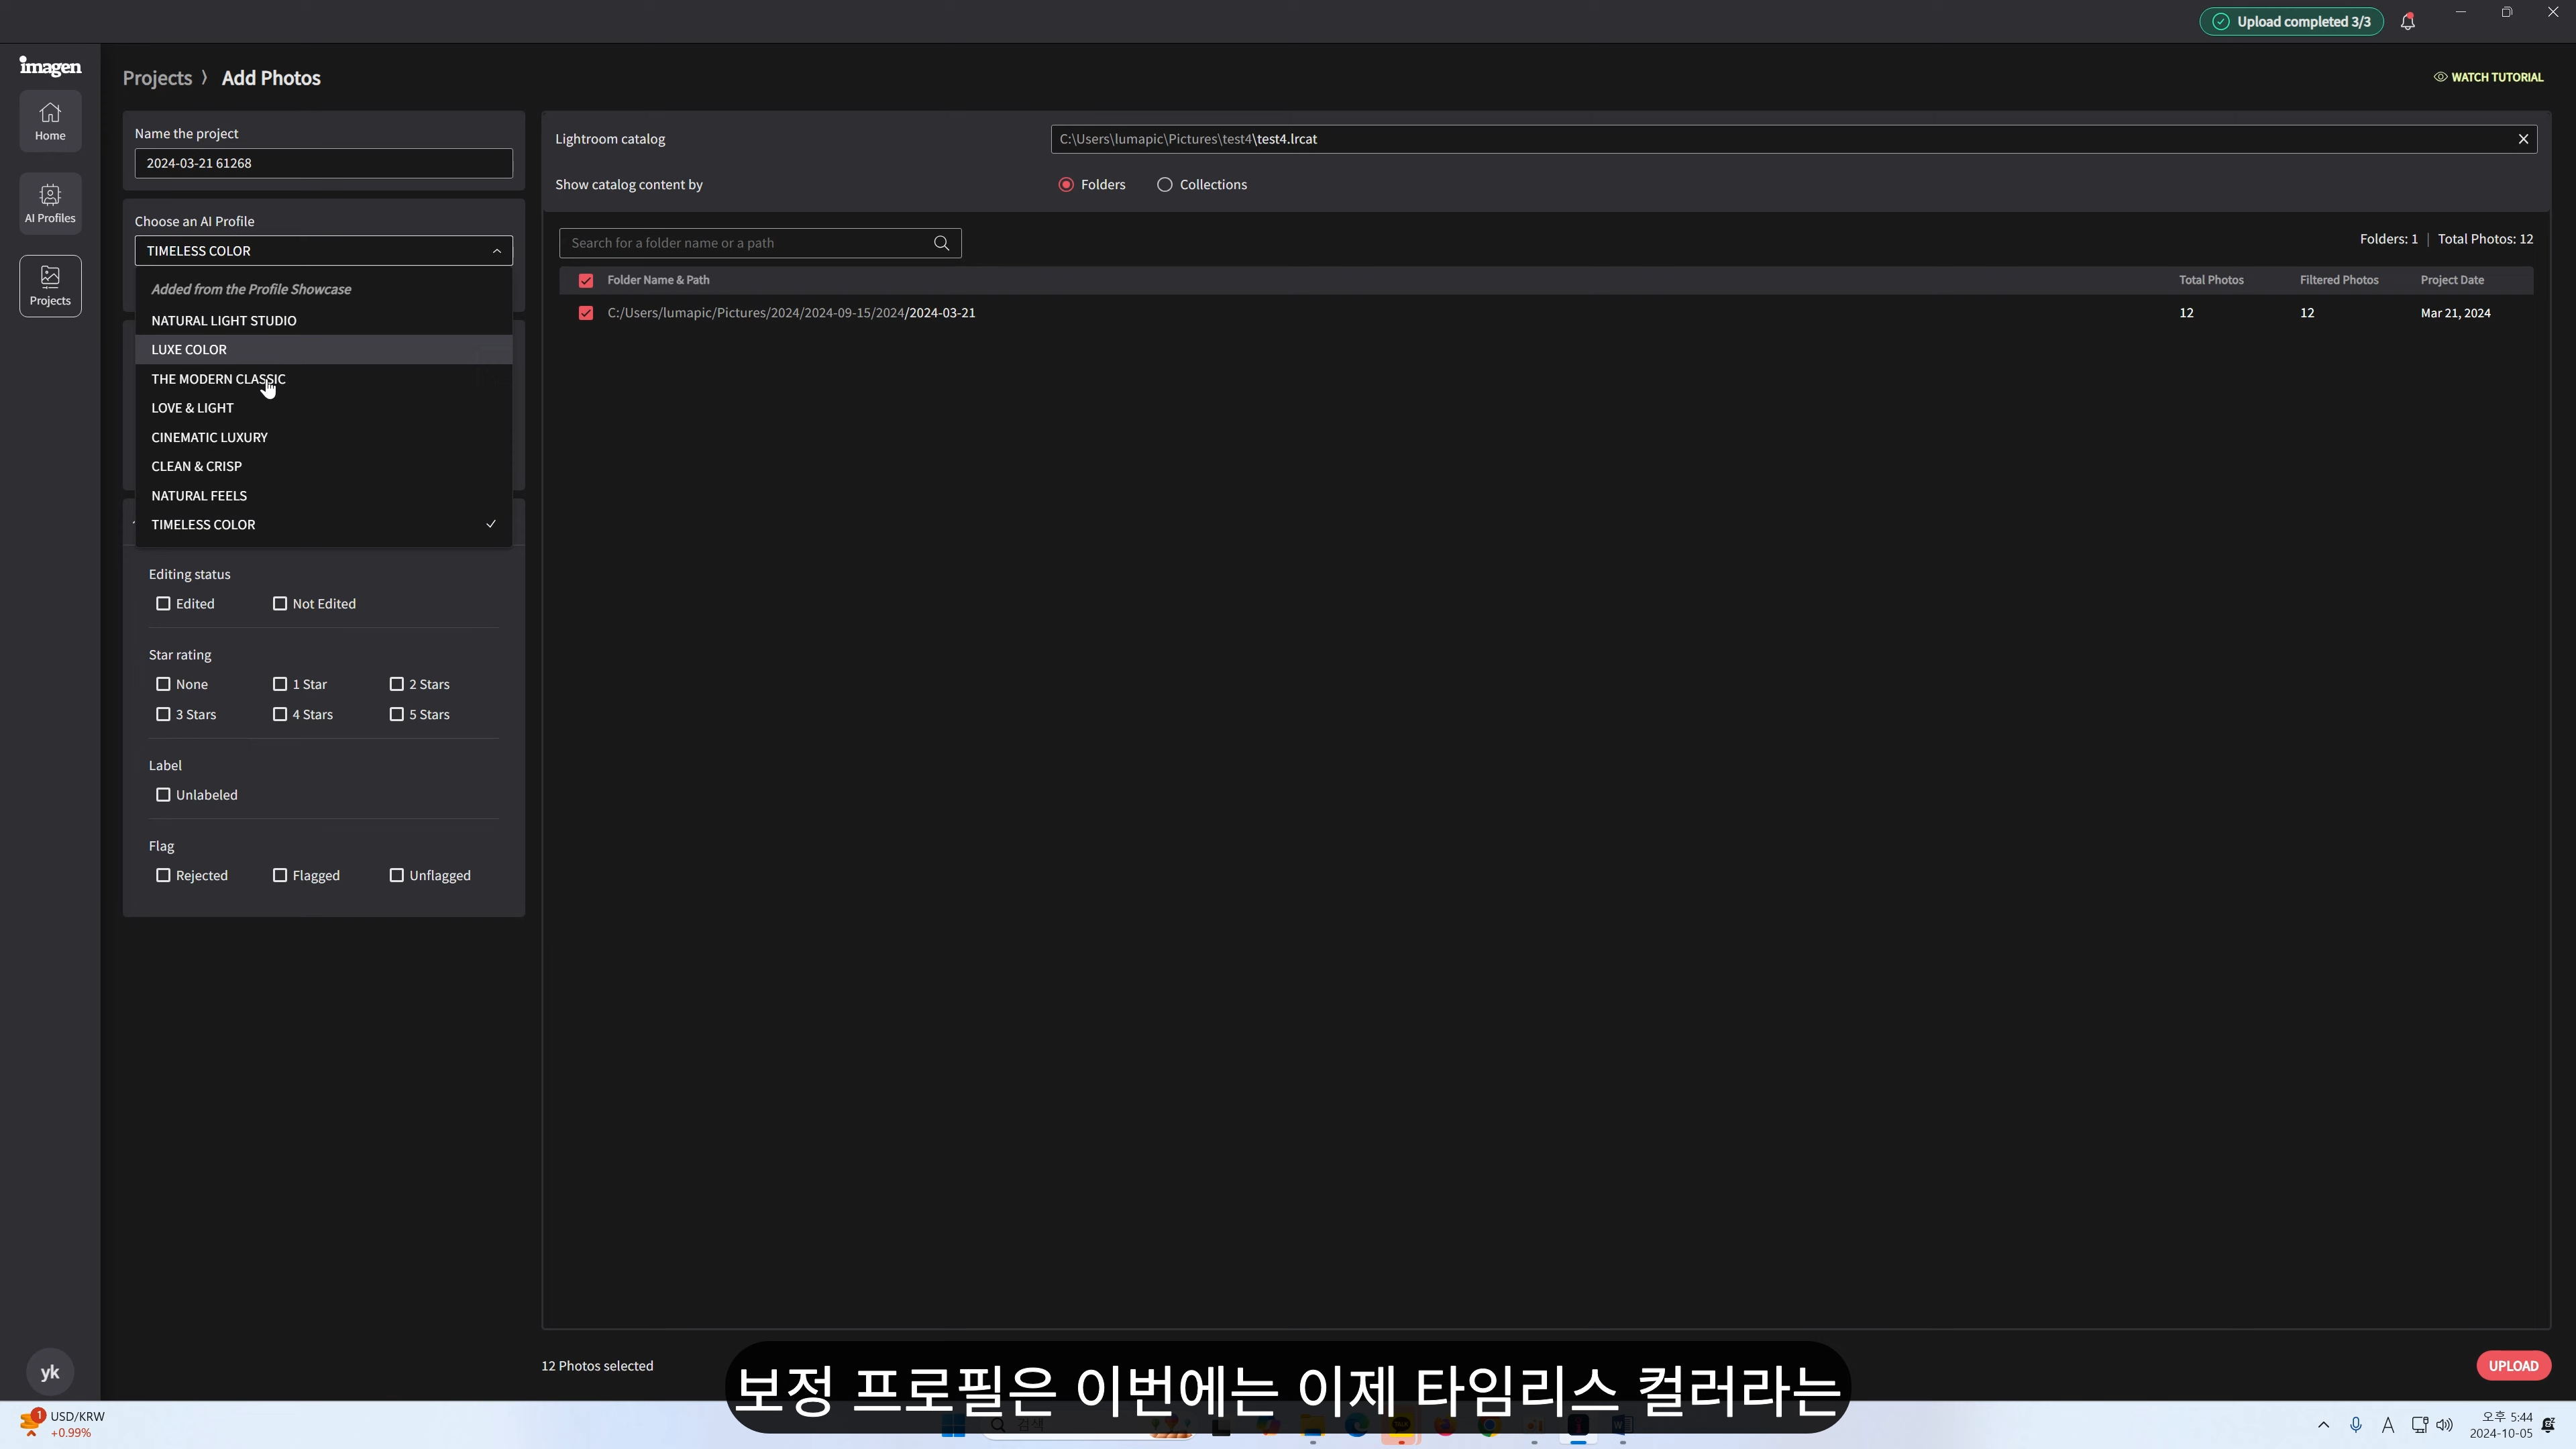 Upload completed 3/3
imagen
Projects 〉 Add Photos
WATCH TUTORIAL
Home
AI Profiles
Projects
Name the project
2024-03-21 61268
Choose an AI Profile
TIMELESS COLOR
Added from the Profile Showcase
NATURAL LIGHT STUDIO
LUXE COLOR
THE MODERN CLASSIC
LOVE & LIGHT
CINEMATIC LUXURY
CLEAN & CRISP
NATURAL FEELS
TIMELESS COLOR
Editing status
Edited Not Edited
Star rating
None 1 Star 2 Stars
3 Stars 4 Stars 5 Stars
Label
Unlabeled
Flag
Rejected Flagged Unflagged
Lightroom catalog
C:\Users\lumapic\Pictures\test4\test4.lrcat
Show catalog content by
Folders Collections
Search for a folder name or a path
Folders: 1 | Total Photos: 12
Folder Name & Path Total Photos Filtered Photos Project Date
C:/Users/lumapic/Pictures/2024/2024-09-15/2024/2024-03-21 12 12 Mar 21, 2024
12 Photos selected
UPLOAD
yk
보정 프로필은 이번에는 이제 타임리스 컬러라는
1
USD/KRW
+0.99%
검색
A
오후 5:44
2024-10-05